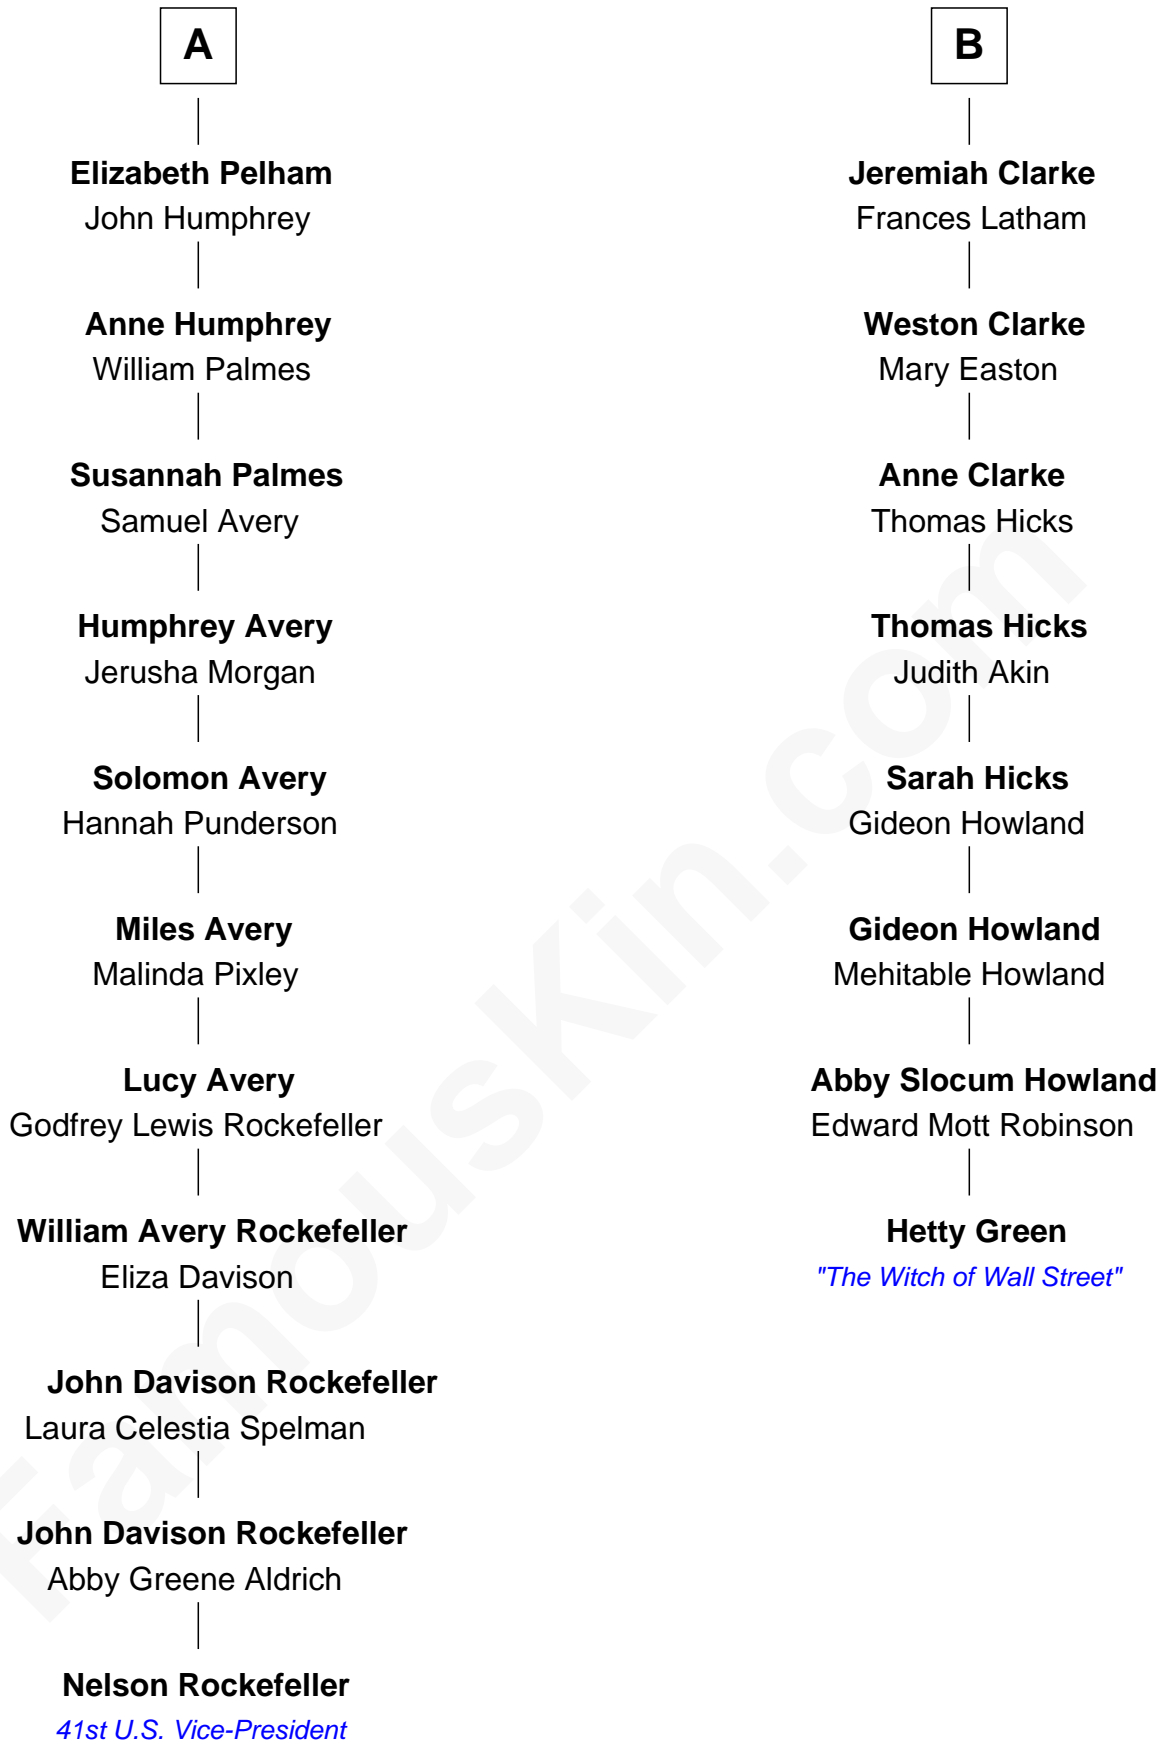 A
Elizabeth Pelham
John Humphrey
Anne Humphrey
William Palmes
Susannah Palmes
Samuel Avery
Humphrey Avery
Jerusha Morgan
Solomon Avery
Hannah Punderson
Miles Avery
Malinda Pixley
Lucy Avery
Godfrey Lewis Rockefeller
William Avery Rockefeller
Eliza Davison
John Davison Rockefeller
Laura Celestia Spelman
John Davison Rockefeller
Abby Greene Aldrich
Nelson Rockefeller
41st U.S. Vice-President
B
Jeremiah Clarke
Frances Latham
Weston Clarke
Mary Easton
Anne Clarke
Thomas Hicks
Thomas Hicks
Judith Akin
Sarah Hicks
Gideon Howland
Gideon Howland
Mehitable Howland
Abby Slocum Howland
Edward Mott Robinson
Hetty Green
"The Witch of Wall Street"
FamousKin.com